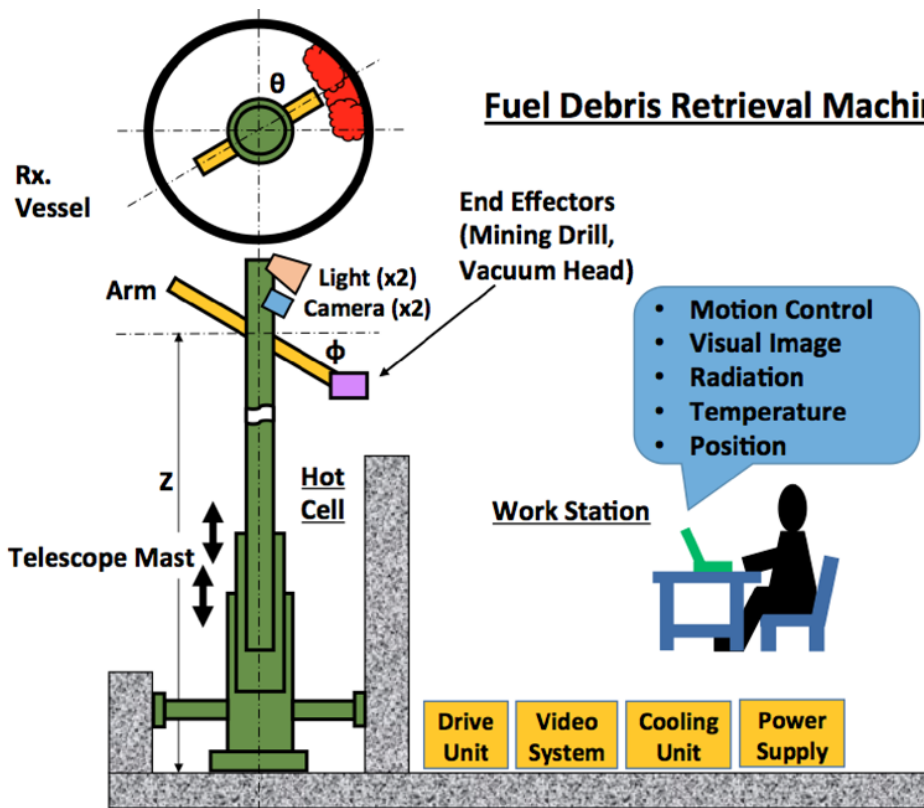 Fuel Debris Retrieval Machi
θ
Rx.
Vessel
End Effectors
(Mining Drill,
Vacuum Head)
Light (x2)
Camera (x2)
Arm
ϕ
• Motion Control
• Visual Image
• Radiation
• Temperature
• Position
Z
Hot
Cell
Work Station
Telescope Mast
Drive
Unit
Video
System
Cooling
Unit
Power
Supply